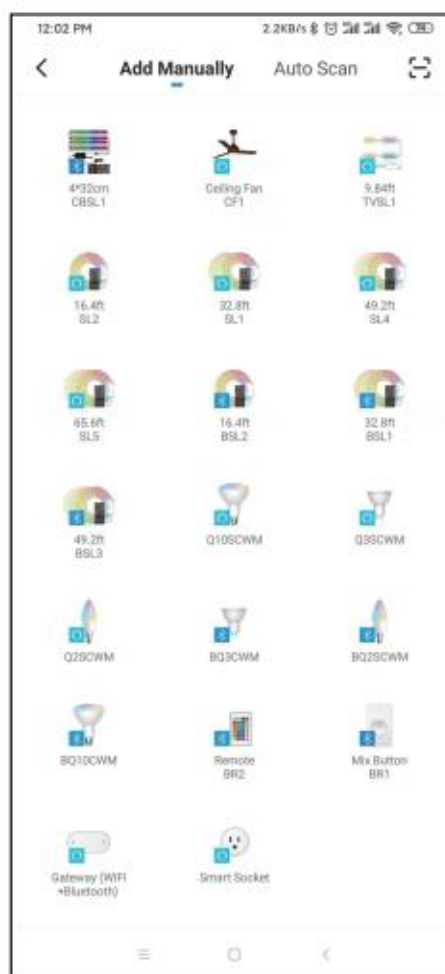 12:02 PM 2.2KB/s
Add Manually Auto Scan
4*32cm
CBSL1
Ceiling Fan
CF1
9.84ft
TVSL1
16.4ft
SL2
32.8ft
SL1
49.2ft
SL4
65.6ft
SL5
16.4ft
BSL2
32.8ft
BSL1
49.2ft
BSL3
Q10SCWM
Q3SCWM
Q2SCWM
BQ3CWM
BQ2SCWM
BQ10CWM
Remote
BR2
Mix Button
BR1
Gateway (WIFI
+Bluetooth)
Smart Socket